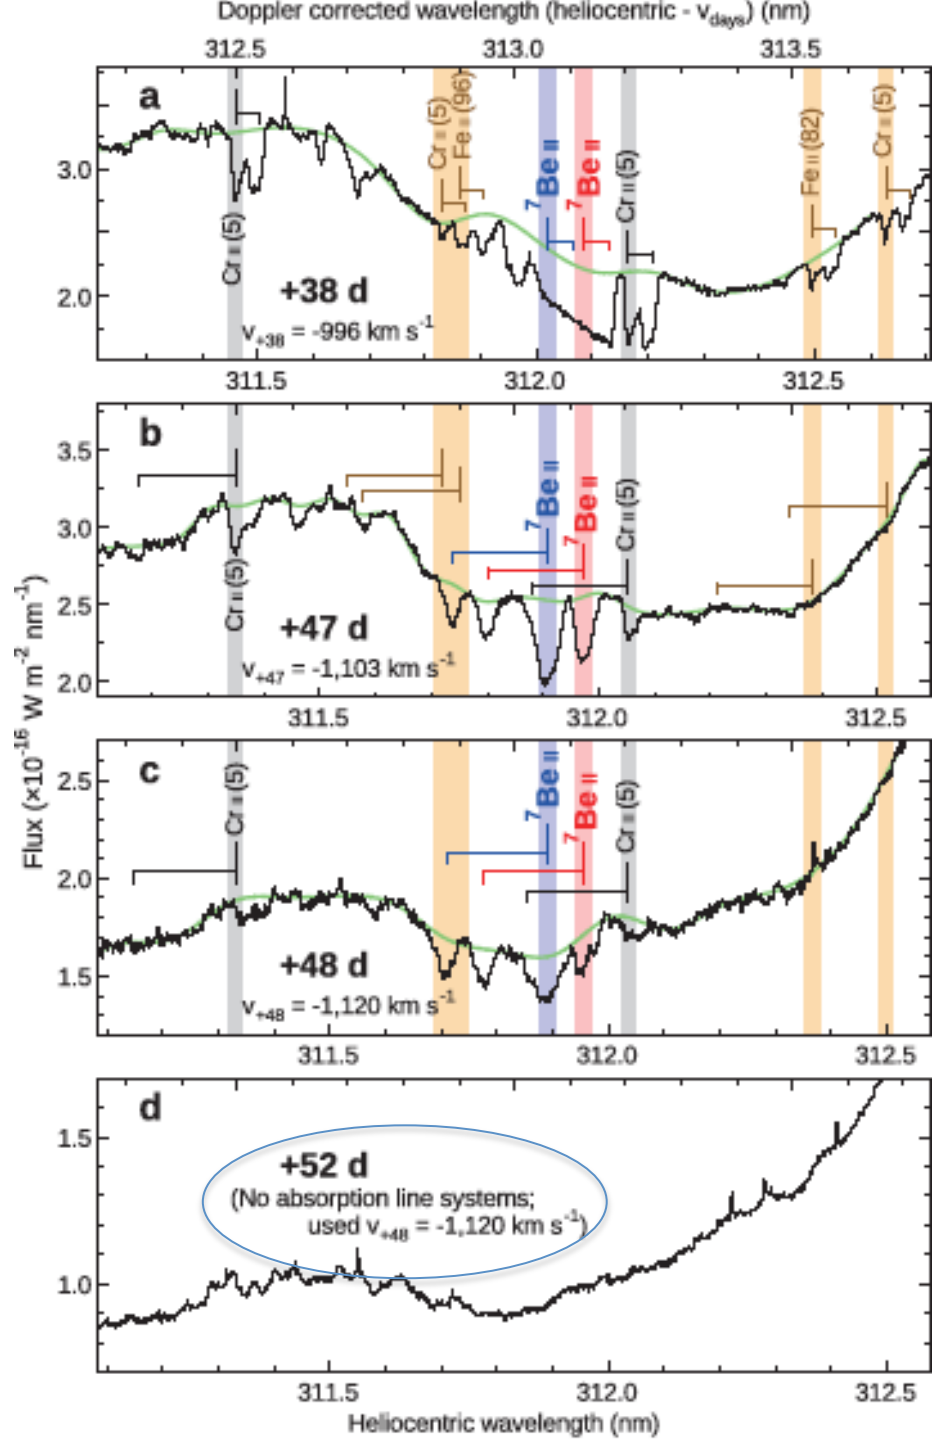 Doppler corrected wavelength (heliocentric - vdays) (nm)
312.5 313.0 313.5
a
Cr II (5)
Fe II (96)
7Be II
7Be II
Cr II (5)
Fe II (82)
Cr II (5)
3.0
Cr II (5)
+38 d
2.0
v+38 = -996 km s-1
311.5 312.0 312.5
b
3.5
7Be II
7Be II
Cr II (5)
3.0
Cr II (5)
2.5
+47 d
v+47 = -1,103 km s-1
2.0
311.5 312.0 312.5
Flux (×10-16 W m-2 nm-1)
c
2.5
Cr II (5)
7Be II
7Be II
Cr II (5)
2.0
+48 d
1.5
v+48 = -1,120 km s-1
311.5 312.0 312.5
d
1.5
+52 d
(No absorption line systems;
used v+48 = -1,120 km s-1)
1.0
311.5 312.0 312.5
Heliocentric wavelength (nm)